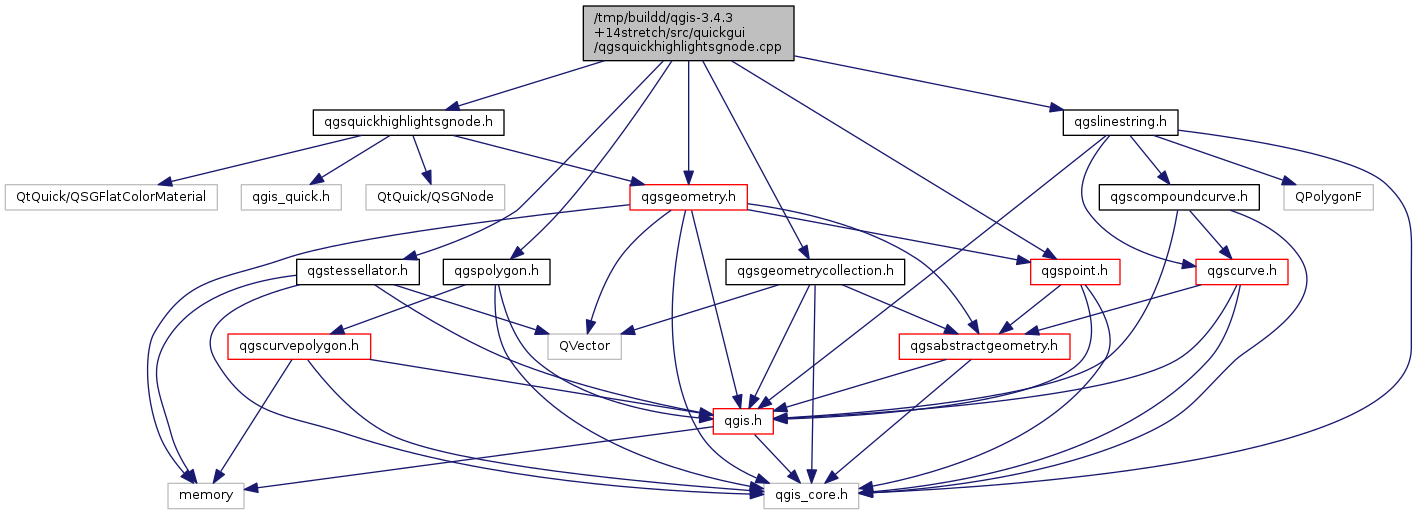 /tmp/buildd/qgis-3.4.3
+14stretch/src/quickgui
/qgsquickhighlightsgnode.cpp
qgsquickhighlightsgnode.h
qgslinestring.h
QtQuick/QSGFlatColorMaterial
qgis_quick.h
QtQuick/QSGNode
qgsgeometry.h
qgscompoundcurve.h
QPolygonF
qgstessellator.h
qgspolygon.h
qgsgeometrycollection.h
qgspoint.h
qgscurve.h
qgscurvepolygon.h
QVector
qgsabstractgeometry.h
qgis.h
memory
qgis_core.h